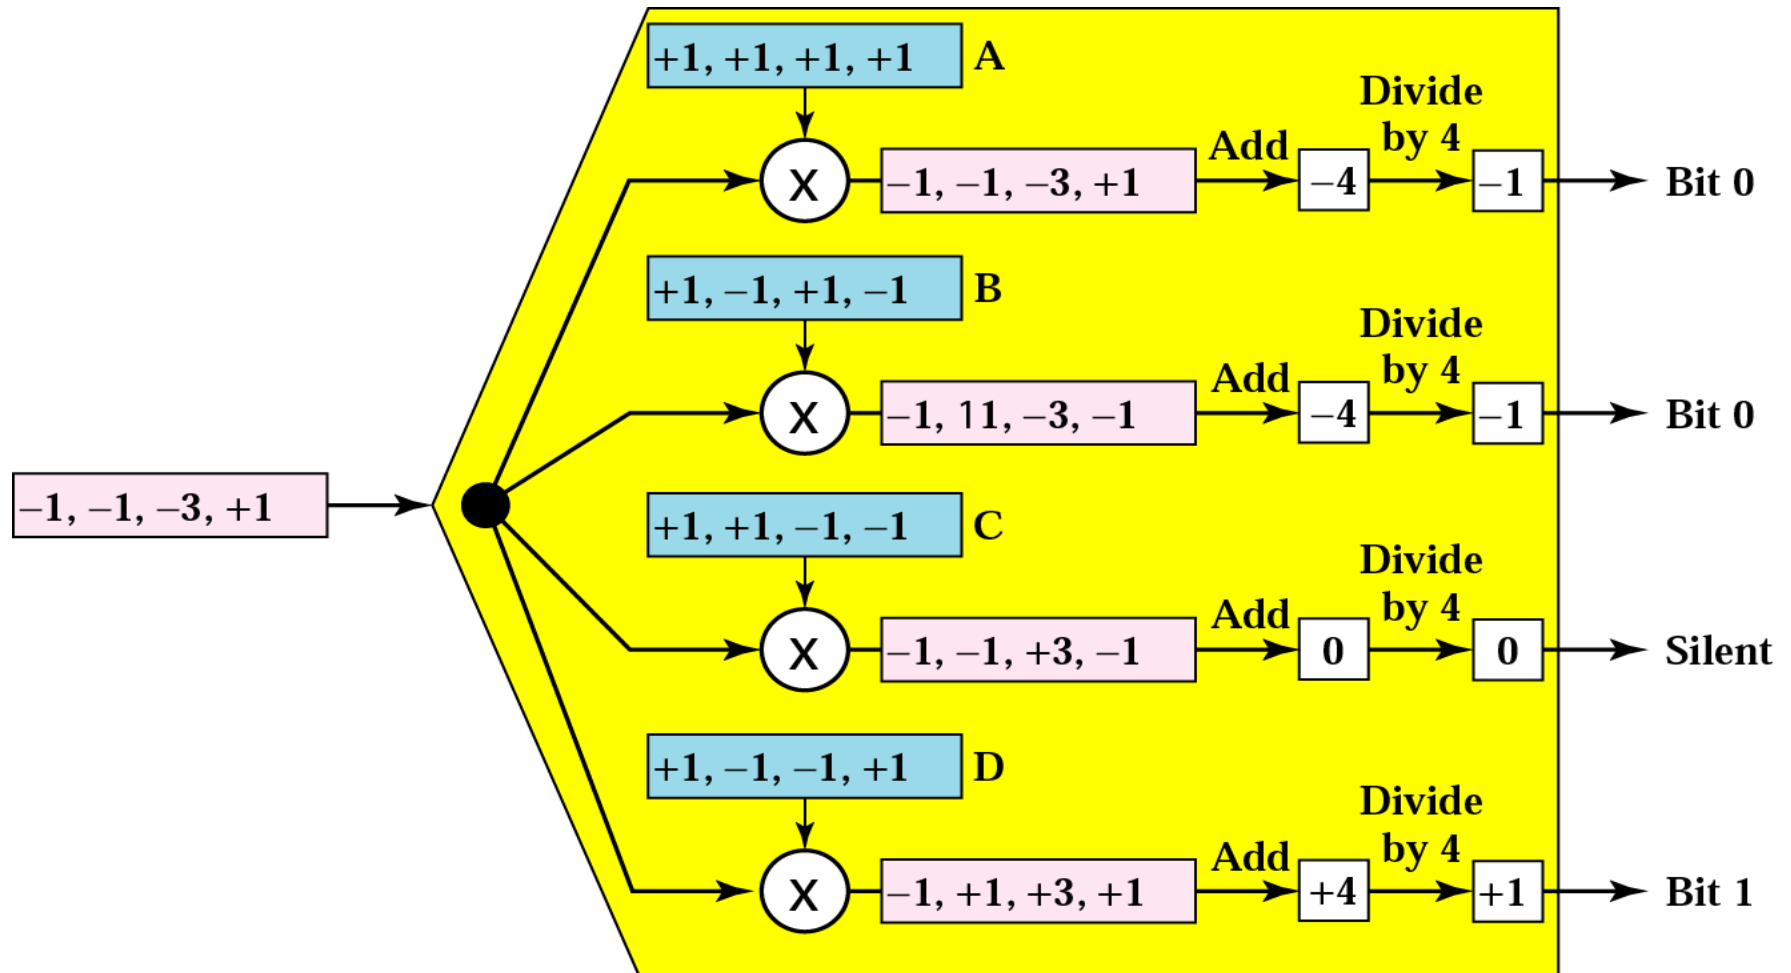 +1, +1, +1, +1 A
Divide
by 4
Add
X
−1, −1, −3, +1
−4
−1
Bit 0
+1, −1, +1, −1 B
Divide
by 4
Add
X
−1, 11, −3, −1
−4
−1
Bit 0
−1, −1, −3, +1
+1, +1, −1, −1 C
Divide
by 4
Add
X
−1, −1, +3, −1
0
0
Silent
+1, −1, −1, +1 D
Divide
by 4
Add
X
−1, +1, +3, +1
+4
+1
Bit 1